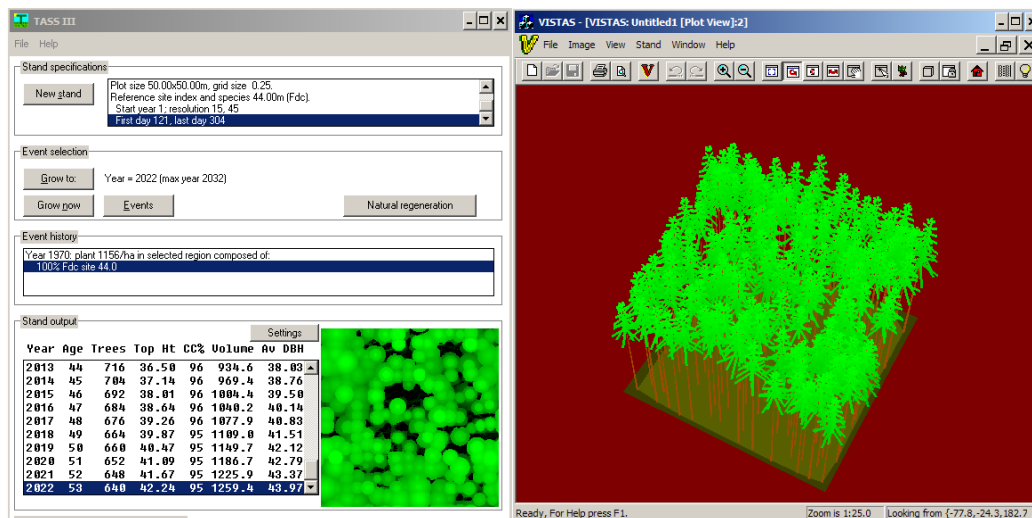 TASS III
File Help
Stand specifications
New stand
Plot size 50.00x50.00m, grid size 0.25.
Reference site index and species 44.00m (Fdc).
Start year 1; resolution 15, 45
First day 121, last day 304
Event selection
Grow to:
Year = 2022 (max year 2032)
Grow now
Events
Natural regeneration
Event history
Year 1970: plant 1156/ha in selected region composed of:
100% Fdc site 44.0
Stand output
Settings
Year Age Trees Top Ht CC% Volume Av DBH
2013 44 716 36.50 96 934.6 38.03
2014 45 704 37.14 96 969.4 38.76
2015 46 692 38.01 96 1004.4 39.50
2016 47 684 38.64 96 1040.2 40.14
2017 48 676 39.26 96 1077.9 40.83
2018 49 664 39.87 95 1109.0 41.51
2019 50 660 40.47 95 1149.7 42.12
2020 51 652 41.09 95 1186.7 42.79
2021 52 648 41.67 95 1225.9 43.37
2022 53 640 42.24 95 1259.4 43.97
VISTAS - [VISTAS: Untitled1 [Plot View]:2]
File Image View Stand Window Help
Ready, For Help press F1.
Zoom is 1:25.0
Looking from {-77.8,-24.3,182.7